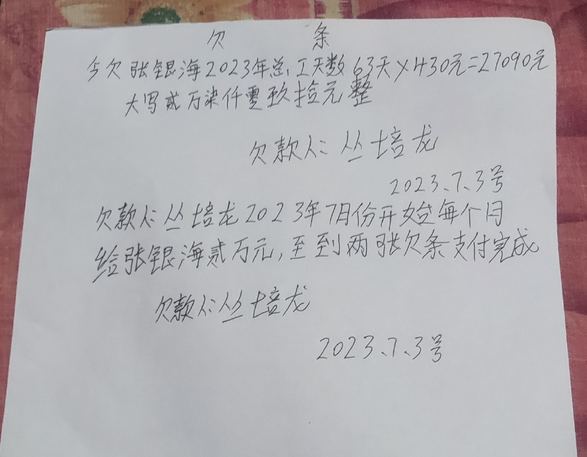 欠 条
今欠张银海2023年总工天数63天×430元=27090元
大写贰万柒仟零玖拾元整
欠款人:丛培龙
2023.7.3号
欠款人:丛培龙2023年7月份开始每个月
给张银海贰万元,至到两张欠条支付完成
欠款人:丛培龙
2023.7.3号